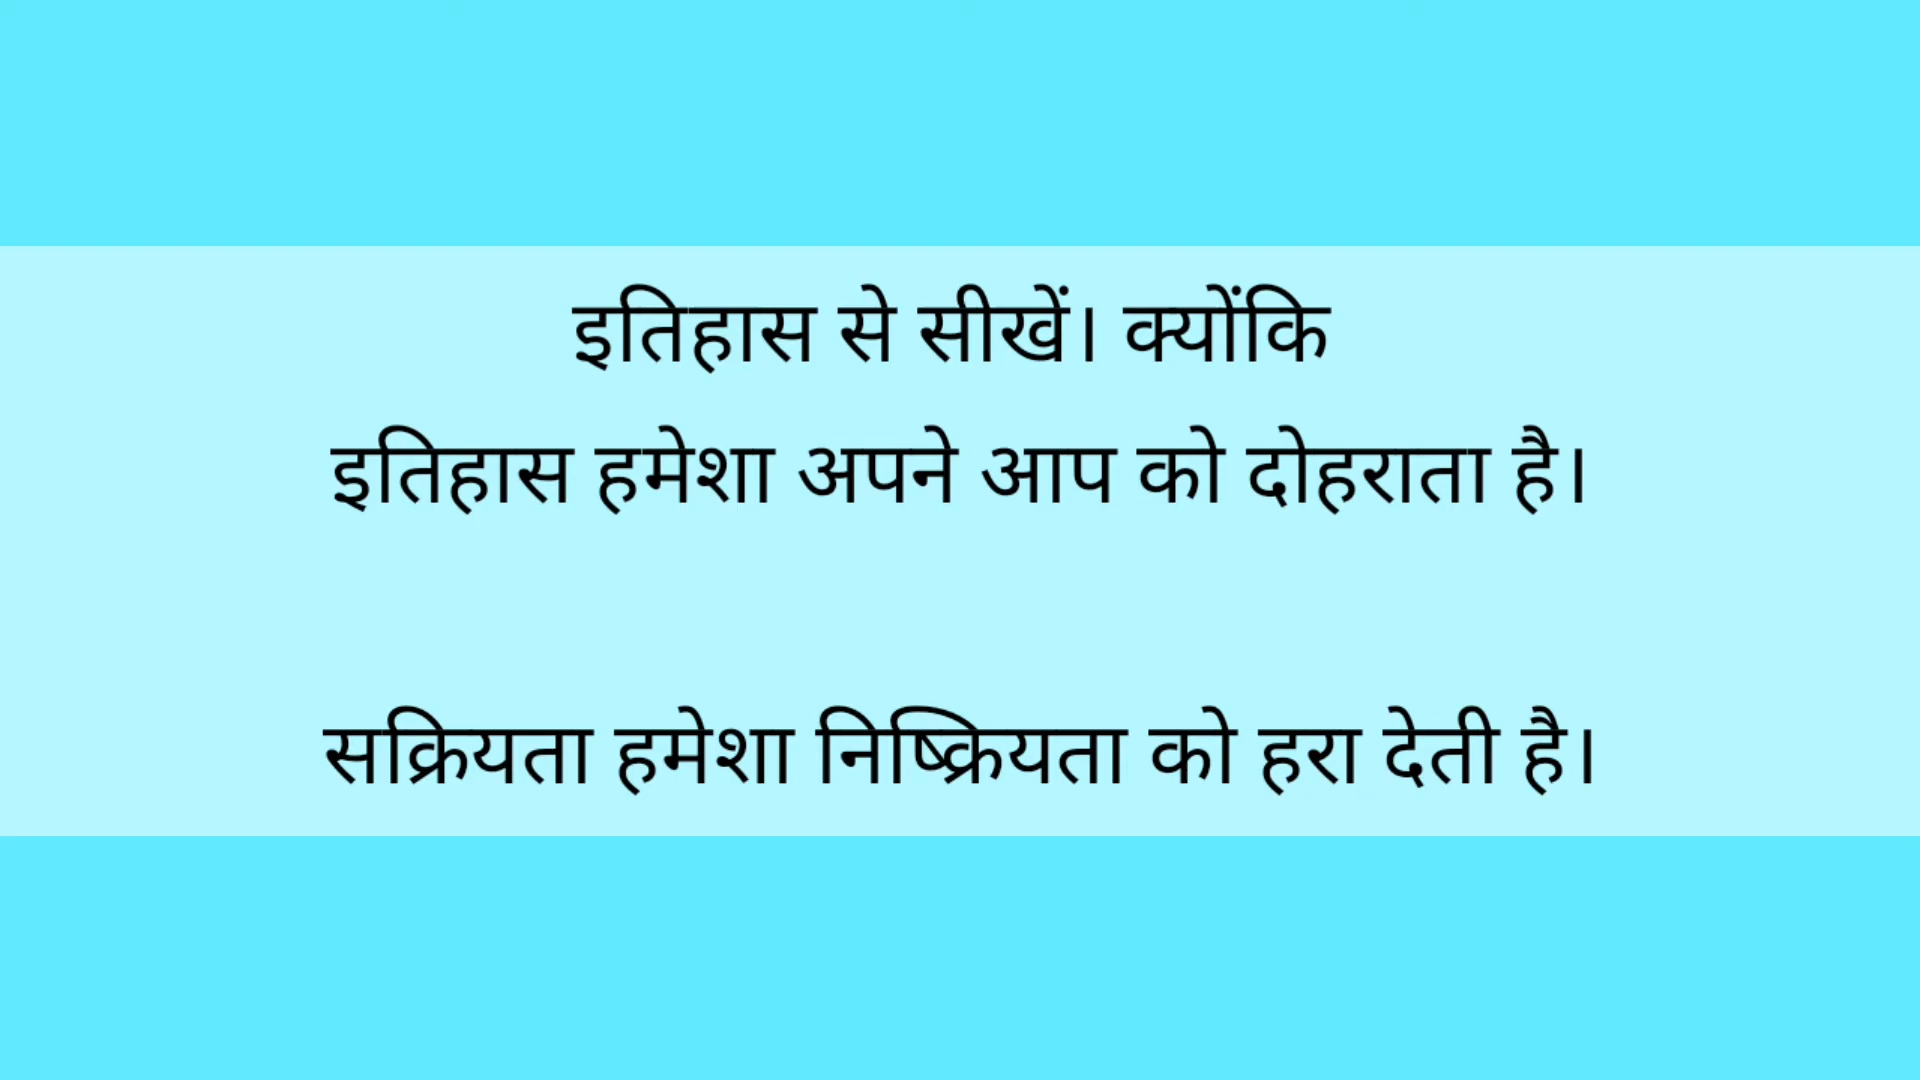 इतिहास से सीखें। क्योंकि
इतिहास हमेशा अपने आप को दोहराता है।
सक्रियता हमेशा निष्क्रियता को हरा देती है।